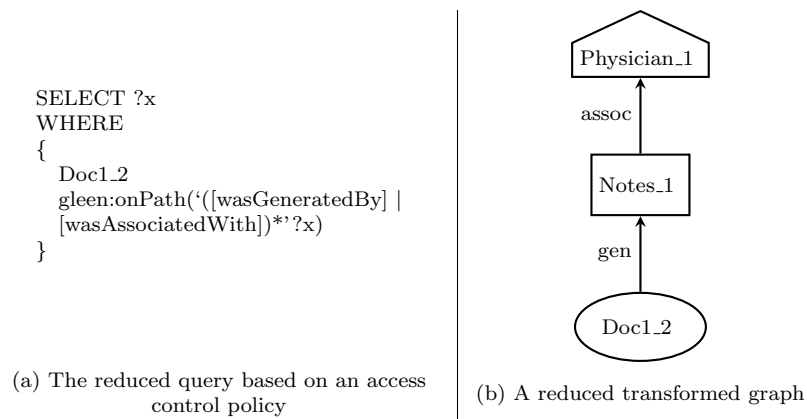 SELECT ?x
WHERE
{
Doc1_2
gleen:onPath(‘([wasGeneratedBy] |
[wasAssociatedWith])*’?x)
}
(a) The reduced query based on an access
control policy
Physician_1
assoc
Notes_1
gen
Doc1_2
(b) A reduced transformed graph